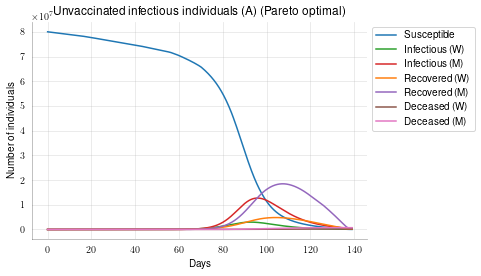 Unvaccinated infectious individuals (A) (Pareto optimal)
×10⁷
8
7
6
5
4
3
2
1
0
0 20 40 60 80 100 120 140
Number of individuals
Days
Susceptible
Infectious (W)
Infectious (M)
Recovered (W)
Recovered (M)
Deceased (W)
Deceased (M)